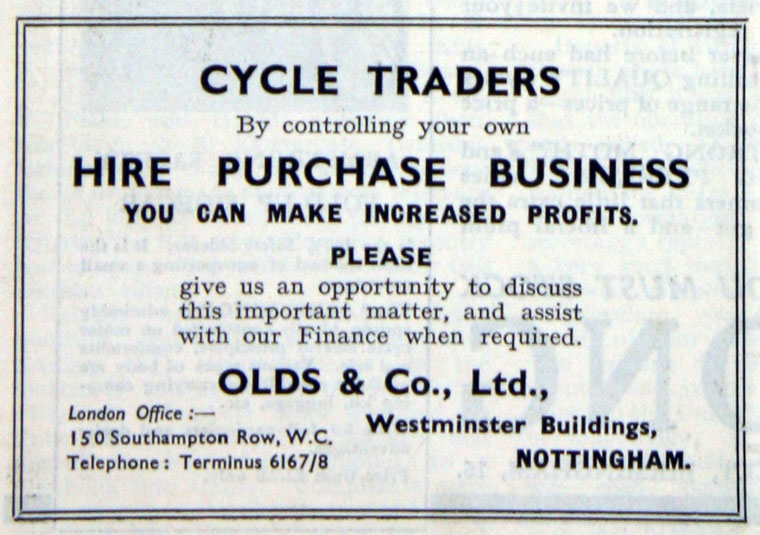 CYCLE TRADERS
By controlling your own
HIRE PURCHASE BUSINESS
YOU CAN MAKE INCREASED PROFITS.
PLEASE
give us an opportunity to discuss
this important matter, and assist
with our Finance when required.
OLDS & Co., Ltd.,
London Office :—
150 Southampton Row, W.C.
Telephone : Terminus 6167/8
Westminster Buildings,
NOTTINGHAM.